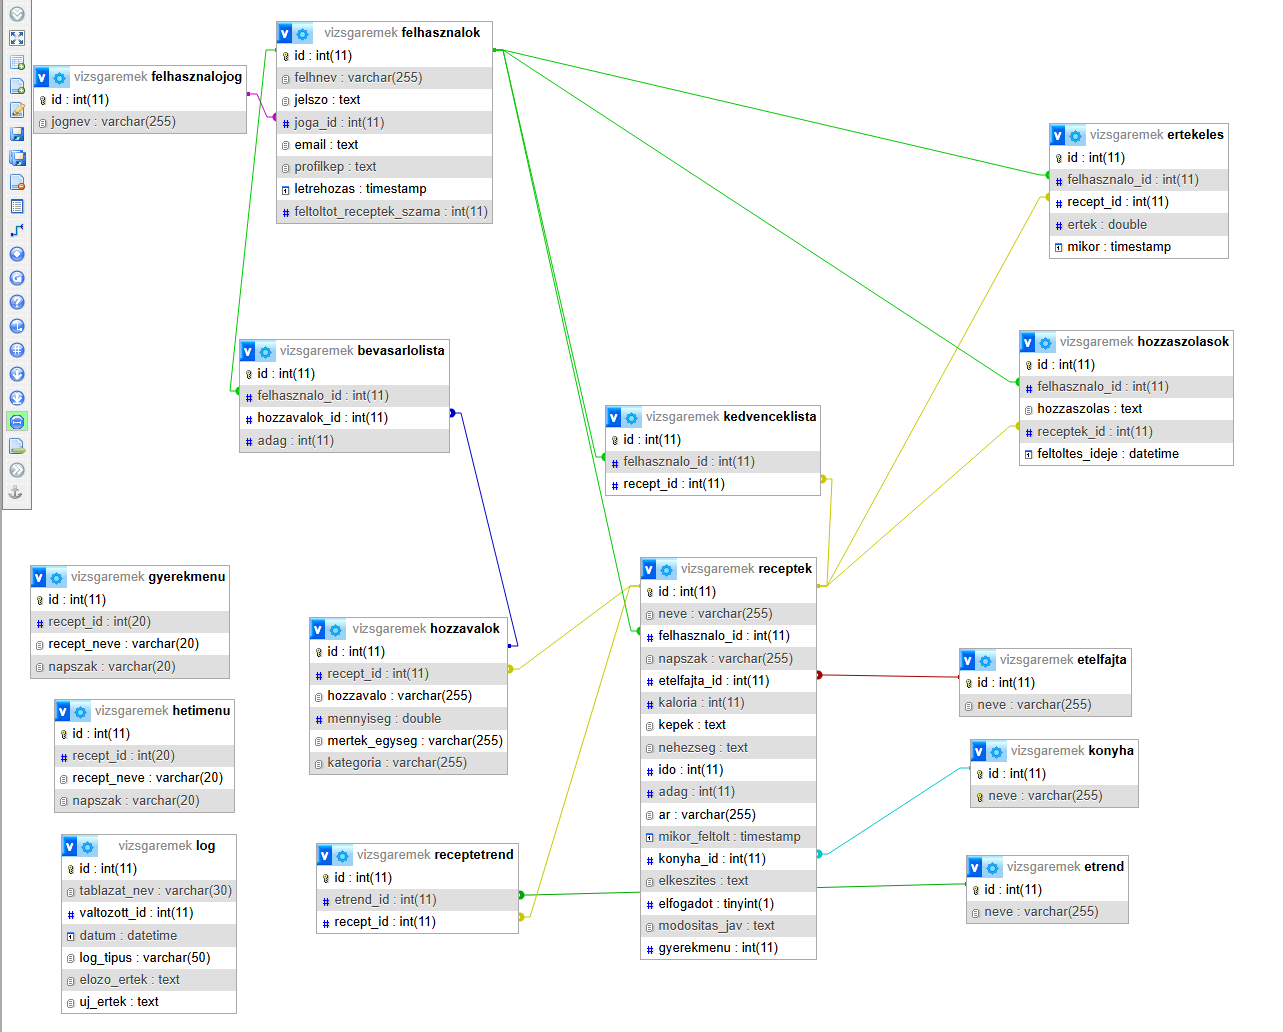 vizsgaremek felhasznalojog
id : int(11)
jognev : varchar(255)
vizsgaremek felhasznalok
id : int(11)
felhnev : varchar(255)
jelszo : text
joga_id : int(11)
email : text
profilkep : text
letrehozas : timestamp
feltoltot_receptek_szama : int(11)
vizsgaremek ertekeles
id : int(11)
felhasznalo_id : int(11)
recept_id : int(11)
ertek : double
mikor : timestamp
vizsgaremek bevasarlolista
id : int(11)
felhasznalo_id : int(11)
hozzavalok_id : int(11)
adag : int(11)
vizsgaremek hozzaszolasok
id : int(11)
felhasznalo_id : int(11)
hozzaszolas : text
receptek_id : int(11)
feltoltes_ideje : datetime
vizsgaremek kedvenceklista
id : int(11)
felhasznalo_id : int(11)
recept_id : int(11)
vizsgaremek gyerekmenu
id : int(11)
recept_id : int(20)
recept_neve : varchar(20)
napszak : varchar(20)
vizsgaremek hozzavalok
id : int(11)
recept_id : int(11)
hozzavalo : varchar(255)
mennyiseg : double
mertek_egyseg : varchar(255)
kategoria : varchar(255)
vizsgaremek receptek
id : int(11)
neve : varchar(255)
felhasznalo_id : int(11)
napszak : varchar(255)
etelfajta_id : int(11)
kaloria : int(11)
kepek : text
nehezseg : text
ido : int(11)
adag : int(11)
ar : varchar(255)
mikor_feltolt : timestamp
konyha_id : int(11)
elkeszites : text
elfogadot : tinyint(1)
modositas_jav : text
gyerekmenu : int(11)
vizsgaremek etelfajta
id : int(11)
neve : varchar(255)
vizsgaremek hetimenu
id : int(11)
recept_id : int(20)
recept_neve : varchar(20)
napszak : varchar(20)
vizsgaremek konyha
id : int(11)
neve : varchar(255)
vizsgaremek log
id : int(11)
tablazat_nev : varchar(30)
valtozott_id : int(11)
datum : datetime
log_tipus : varchar(50)
elozo_ertek : text
uj_ertek : text
vizsgaremek receptetrend
id : int(11)
etrend_id : int(11)
recept_id : int(11)
vizsgaremek etrend
id : int(11)
neve : varchar(255)